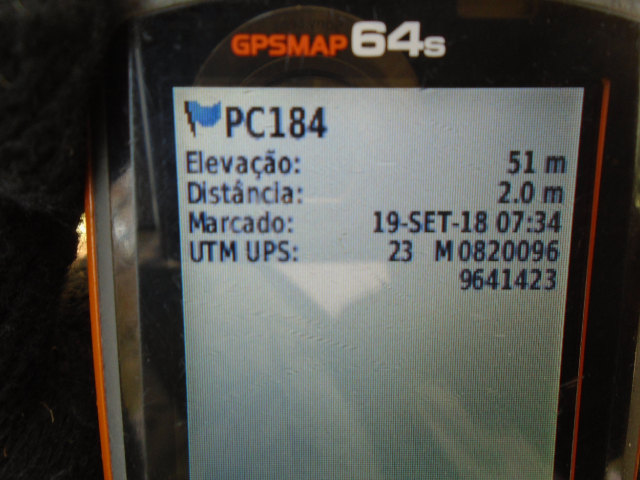 GPSMAP 64s
PC184
Elevação: 51 m
Distância: 2.0 m
Marcado: 19-SET-18 07:34
UTM UPS: 23 M 0820096
9641423